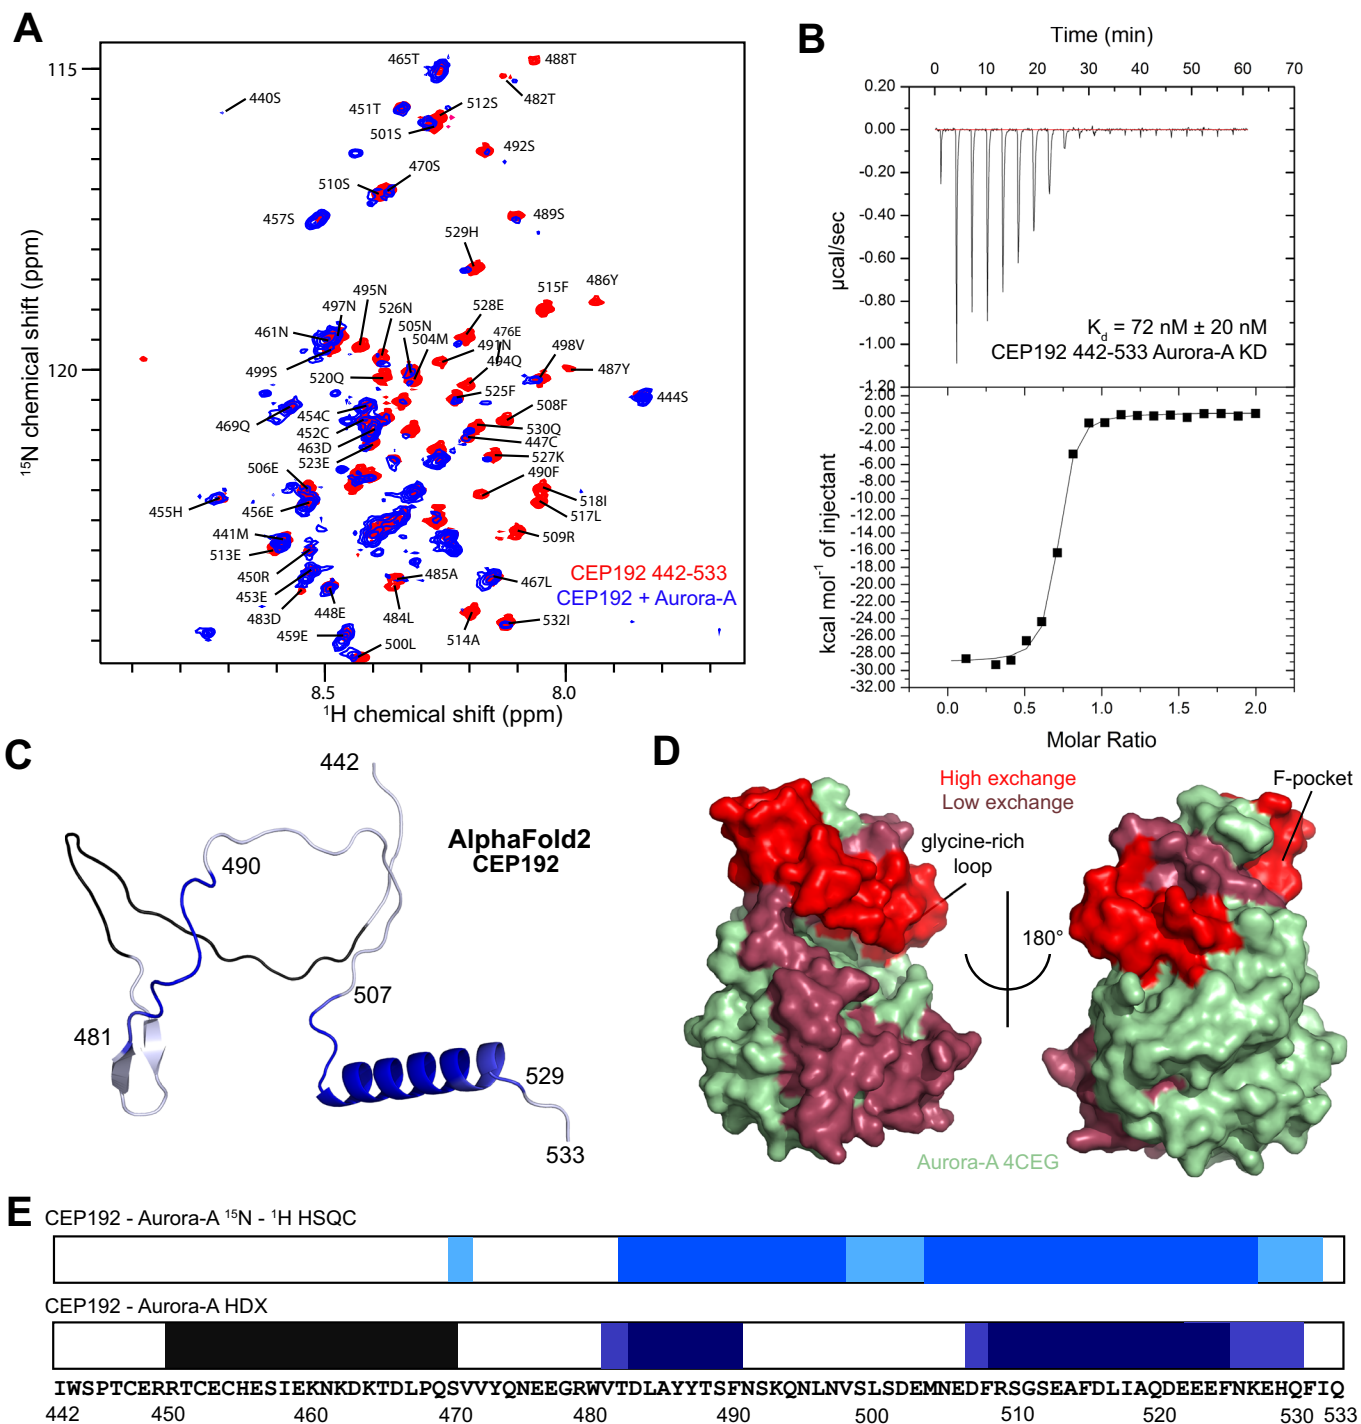 A
115
120
15N chemical shift (ppm)
8.5
8.0
1H chemical shift (ppm)
465T
488T
482T
440S
451T
512S
501S
492S
510S
470S
457S
489S
529H
515F
486Y
497N
495N
526N
528E
461N
505N
504M
476E
491N
494Q
498V
487Y
499S
520Q
525F
444S
469Q
454C
452C
463D
523E
508F
530Q
447C
527K
506E
490F
455H
456E
518I
517L
509R
441M
513E
450R
453E
483D
448E
485A
484L
467L
459E
500L
514A
532I
CEP192 442-533
CEP192 + Aurora-A
B
Time (min)
0 10 20 30 40 50 60 70
0.20
0.00
-0.20
-0.40
-0.60
-0.80
-1.00
-1.20
µcal/sec
Kd = 72 nM ± 20 nM
CEP192 442-533 Aurora-A KD
2.00
0.00
-2.00
-4.00
-6.00
-8.00
-10.00
-12.00
-14.00
-16.00
-18.00
-20.00
-22.00
-24.00
-26.00
-28.00
-30.00
-32.00
kcal mol-1 of injectant
0.0 0.5 1.0 1.5 2.0
Molar Ratio
C
442
490
AlphaFold2
CEP192
481
507
529
533
D
High exchange
Low exchange
glycine-rich
loop
F-pocket
180°
Aurora-A 4CEG
E
CEP192 - Aurora-A 15N - 1H HSQC
CEP192 - Aurora-A HDX
IWSPTCERRTCECHESIEKNKDKTDLPQSVVYQNEEGRWVTDLAYYTSFNSKQNLNVSLSDEMNEDFRSGSEAFDLIAQDEEEFNKEHQFIQ
442 450 460 470 480 490 500 510 520 530 533